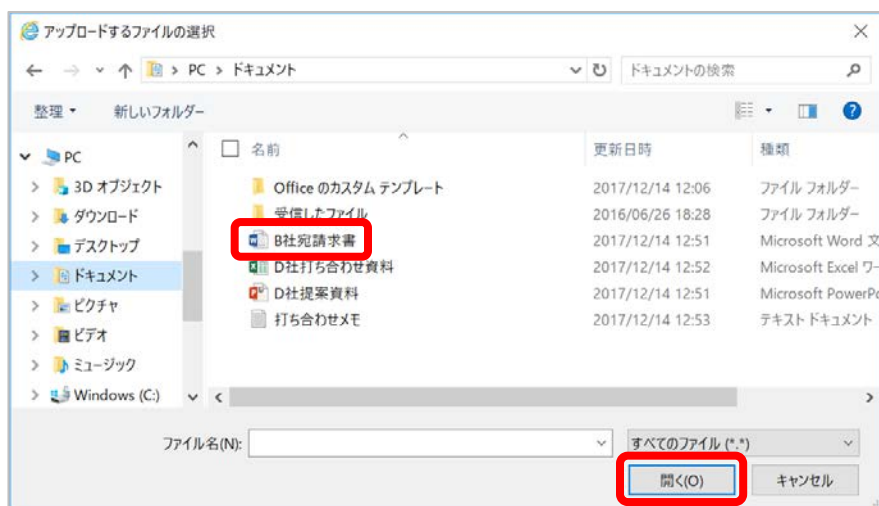 アップロードするファイルの選択
PC > ドキュメント
ドキュメントの検索
整理 新しいフォルダー
名前 更新日時 種類
PC
3D オブジェクト
ダウンロード
デスクトップ
ドキュメント
ピクチャ
ビデオ
ミュージック
Windows (C:)
Office のカスタム テンプレート 2017/12/14 12:06 ファイル フォルダー
受信したファイル 2016/06/26 18:28 ファイル フォルダー
B社宛請求書 2017/12/14 12:51 Microsoft Word 文
D社打ち合わせ資料 2017/12/14 12:52 Microsoft Excel ワー
D社提案資料 2017/12/14 12:51 Microsoft PowerPo
打ち合わせメモ 2017/12/14 12:53 テキスト ドキュメント
ファイル名(N): すべてのファイル (*.*)
開く(O) キャンセル